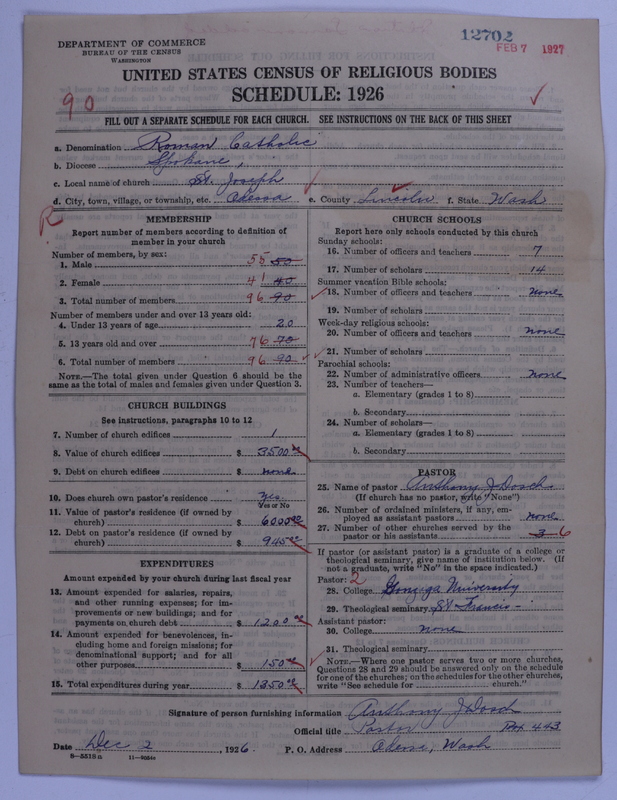 12702
FEB 7 1927
DEPARTMENT OF COMMERCE
BUREAU OF THE CENSUS
WASHINGTON
UNITED STATES CENSUS OF RELIGIOUS BODIES
SCHEDULE: 1926
90
FILL OUT A SEPARATE SCHEDULE FOR EACH CHURCH. SEE INSTRUCTIONS ON THE BACK OF THIS SHEET
a. Denomination Roman Catholic
b. Diocese Spokane,
c. Local name of church St. Joseph
d. City, town, village, or township, etc. Odessa e. County Lincoln f. State Wash
R
MEMBERSHIP
Report number of members according to definition of
member in your church
Number of members, by sex:
1. Male 55 50
2. Female 41 40
3. Total number of members 96 90
Number of members under and over 13 years old:
4. Under 13 years of age 20
5. 13 years old and over 76 70
6. Total number of members 96 90
NOTE.—The total given under Question 6 should be the
same as the total of males and females given under Question 3.
CHURCH BUILDINGS
See instructions, paragraphs 10 to 12
7. Number of church edifices 1
8. Value of church edifices $ 3500.00
9. Debt on church edifices $ none
10. Does church own pastor's residence Yes
Yes or No
11. Value of pastor's residence (if owned by
church) $ 6000.00
12. Debt on pastor's residence (if owned by
church) $ 945.00
EXPENDITURES
Amount expended by your church during last fiscal year
13. Amount expended for salaries, repairs,
and other running expenses; for im-
provements or new buildings; and for
payments on church debt $ 1200.00
14. Amount expended for benevolences, in-
cluding home and foreign missions; for
denominational support; and for all
other purposes $ 150.00
15. Total expenditures during year $ 1350.00
CHURCH SCHOOLS
Report here only schools conducted by this church
Sunday schools:
16. Number of officers and teachers 7
17. Number of scholars 14
Summer vacation Bible schools:
18. Number of officers and teachers none
19. Number of scholars
Week-day religious schools:
20. Number of officers and teachers none
21. Number of scholars
Parochial schools:
22. Number of administrative officers none
23. Number of teachers—
a. Elementary (grades 1 to 8)
b. Secondary
24. Number of scholars—
a. Elementary (grades 1 to 8)
b. Secondary
PASTOR
25. Name of pastor Anthony J Dosch
(If church has no pastor, write "None")
26. Number of ordained ministers, if any, em-
ployed as assistant pastors none
27. Number of other churches served by the
pastor or his assistants 3 6
If pastor (or assistant pastor) is a graduate of a college or
theological seminary, give name of institution below. (If
not a graduate, write "No" in the space indicated.)
Pastor: 2
28. College Gonzaga University
29. Theological seminary St Francis -
Assistant pastor:
30. College none
31. Theological seminary
NOTE.—Where one pastor serves two or more churches,
Questions 28 and 29 should be answered only on the schedule
for one of the churches; on the schedules for the other churches,
write "See schedule for church."
Signature of person furnishing information Anthony J Dosch
Official title Pastor 443
Date Dec 2, 1926. P. O. Address Odessa, Wash
8—5518 a 11—9554a